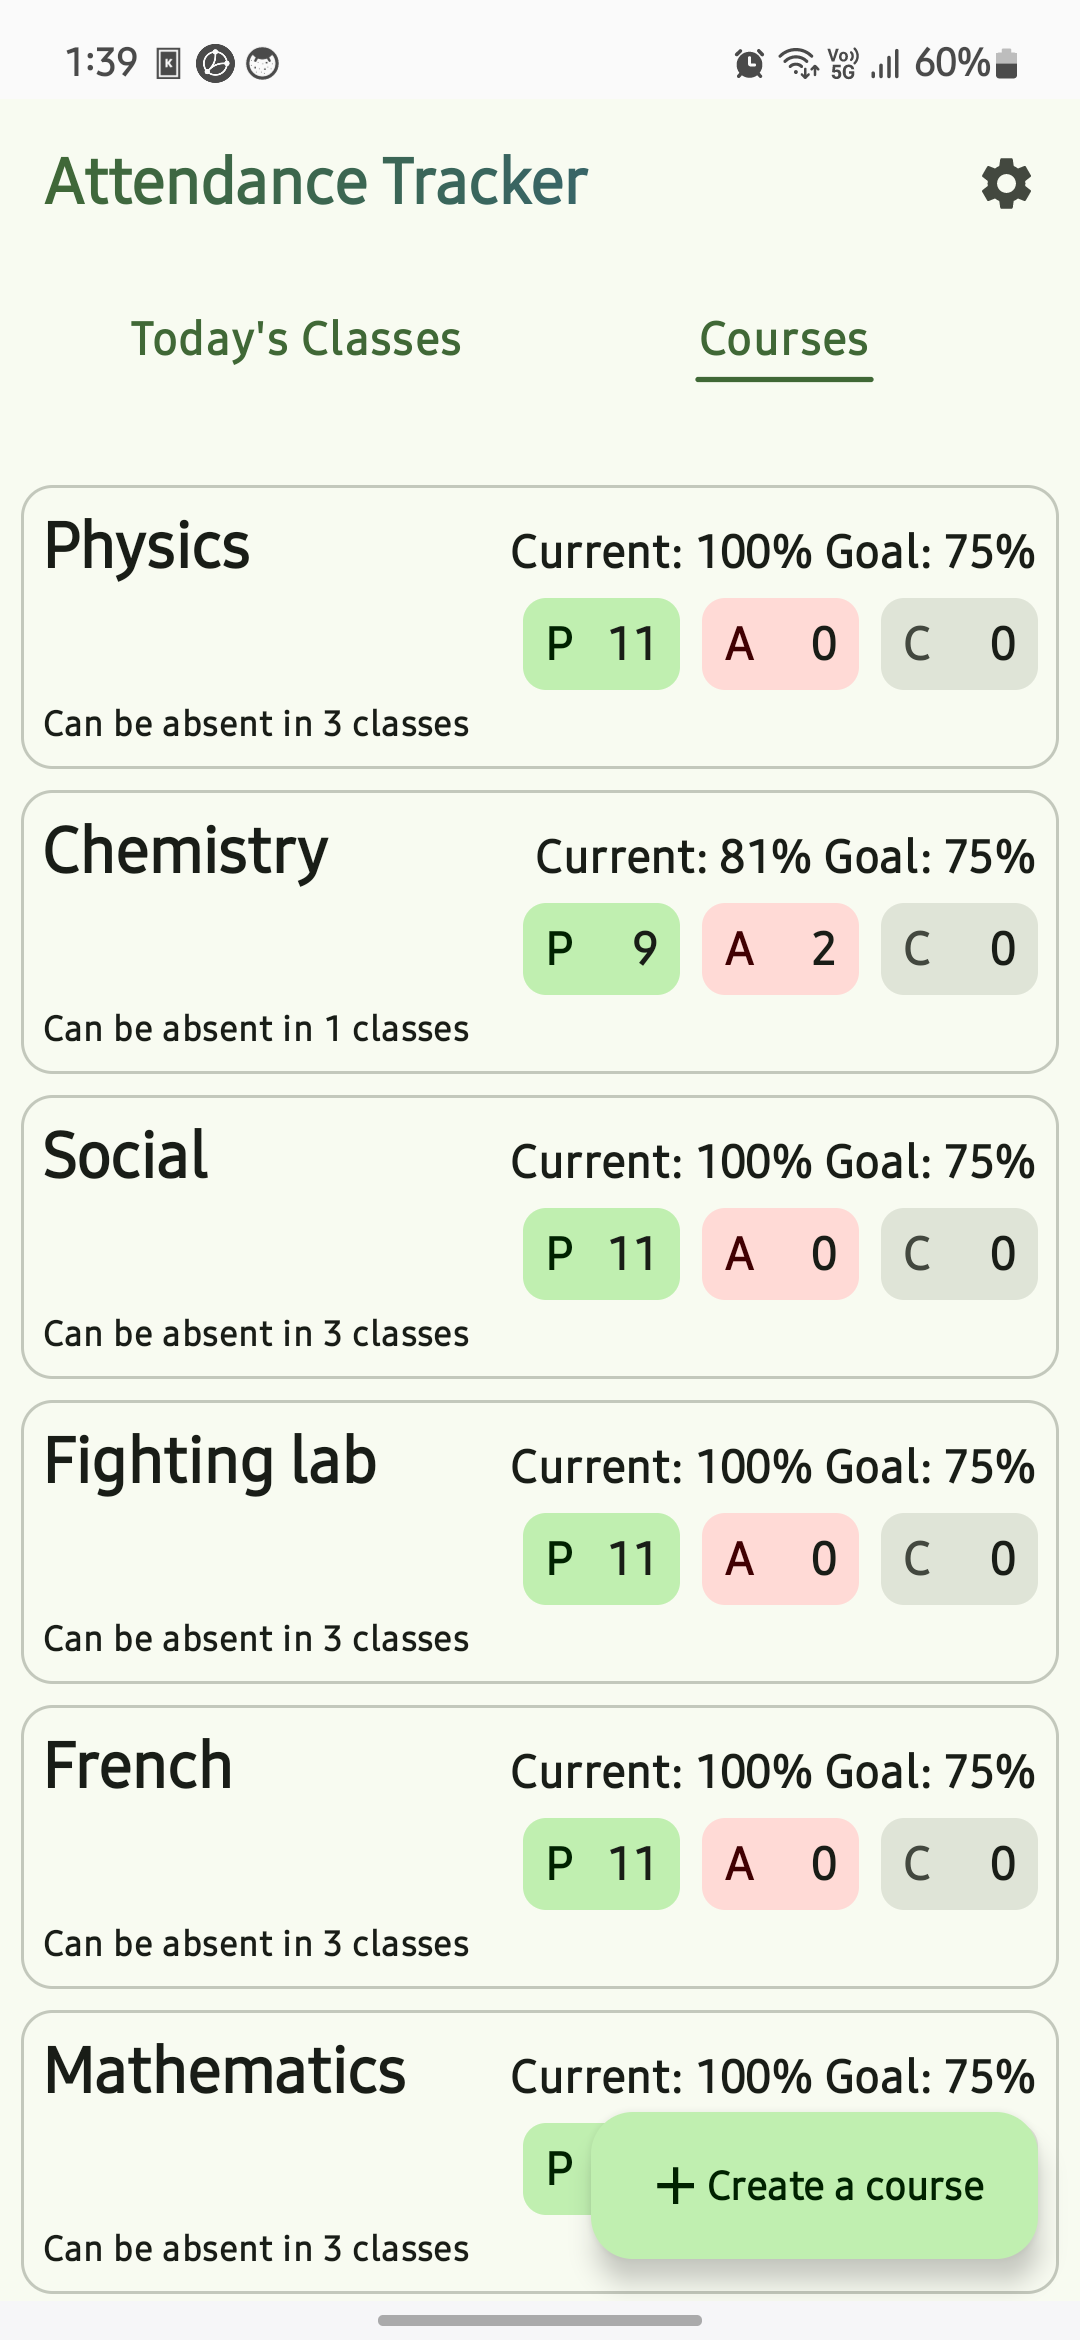 1:39 Vo)) 5G 60%
Attendance Tracker
Today's Classes Courses
Physics Current: 100% Goal: 75%
P 11 A 0 C 0
Can be absent in 3 classes
Chemistry Current: 81% Goal: 75%
P 9 A 2 C 0
Can be absent in 1 classes
Social Current: 100% Goal: 75%
P 11 A 0 C 0
Can be absent in 3 classes
Fighting lab Current: 100% Goal: 75%
P 11 A 0 C 0
Can be absent in 3 classes
French Current: 100% Goal: 75%
P 11 A 0 C 0
Can be absent in 3 classes
Mathematics Current: 100% Goal: 75%
P
+ Create a course
Can be absent in 3 classes